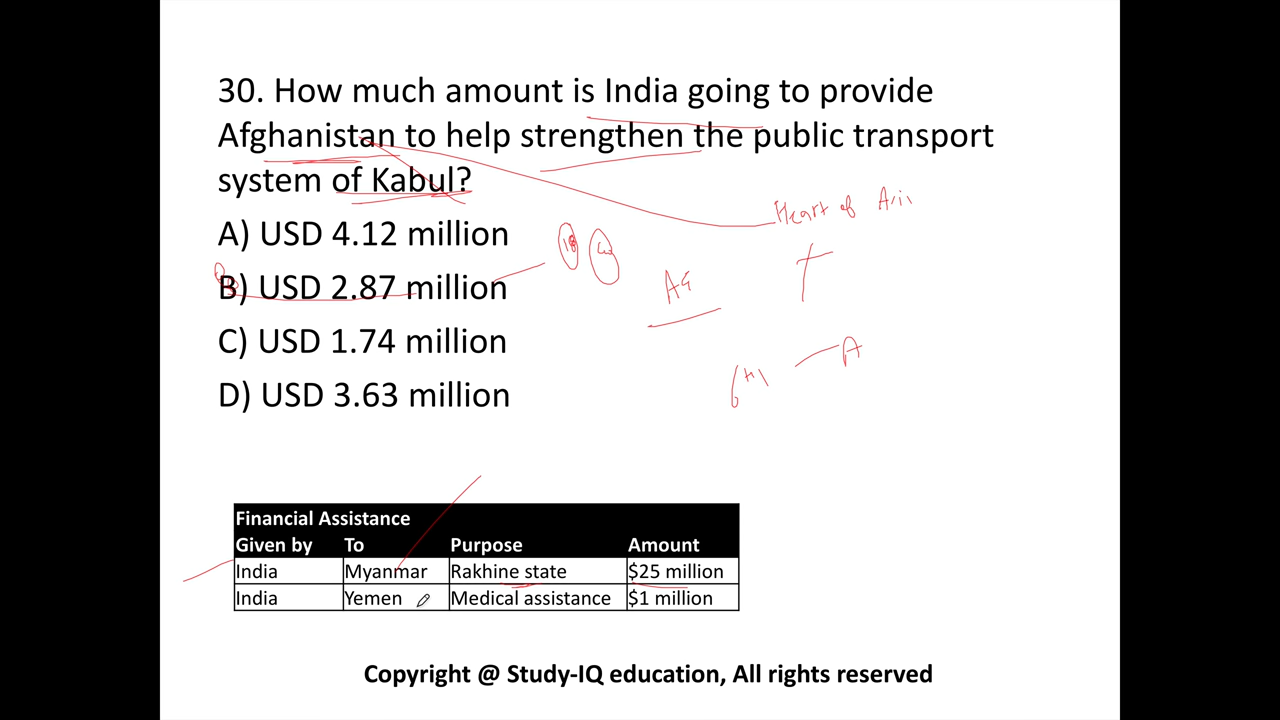 30. How much amount is India going to provide
Afghanistan to help strengthen the public transport
system of Kabul?
A) USD 4.12 million
B) USD 2.87 million
C) USD 1.74 million
D) USD 3.63 million
Heart of
6th
A
Financial Assistance
Given by To Purpose Amount
India Myanmar Rakhine state $25 million
India Yemen Medical assistance $1 million
Copyright @ Study-IQ education, All rights reserved